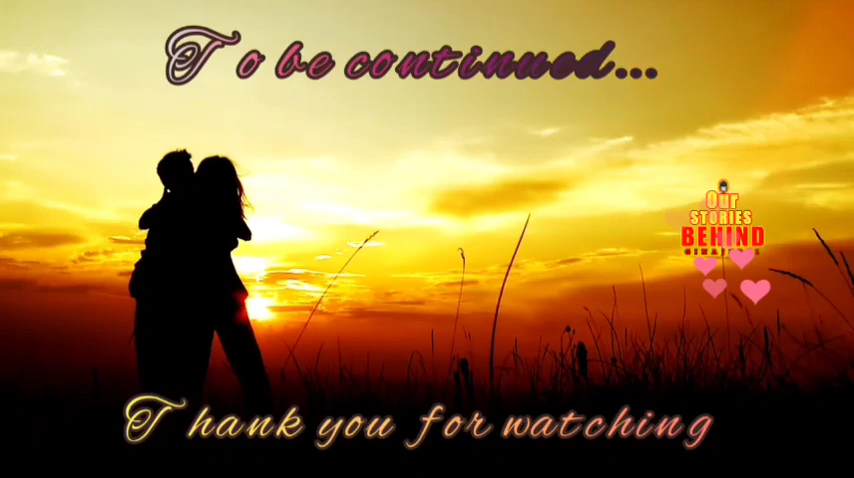 To be continued...
Our
STORIES
BEHIND
Thank you for watching